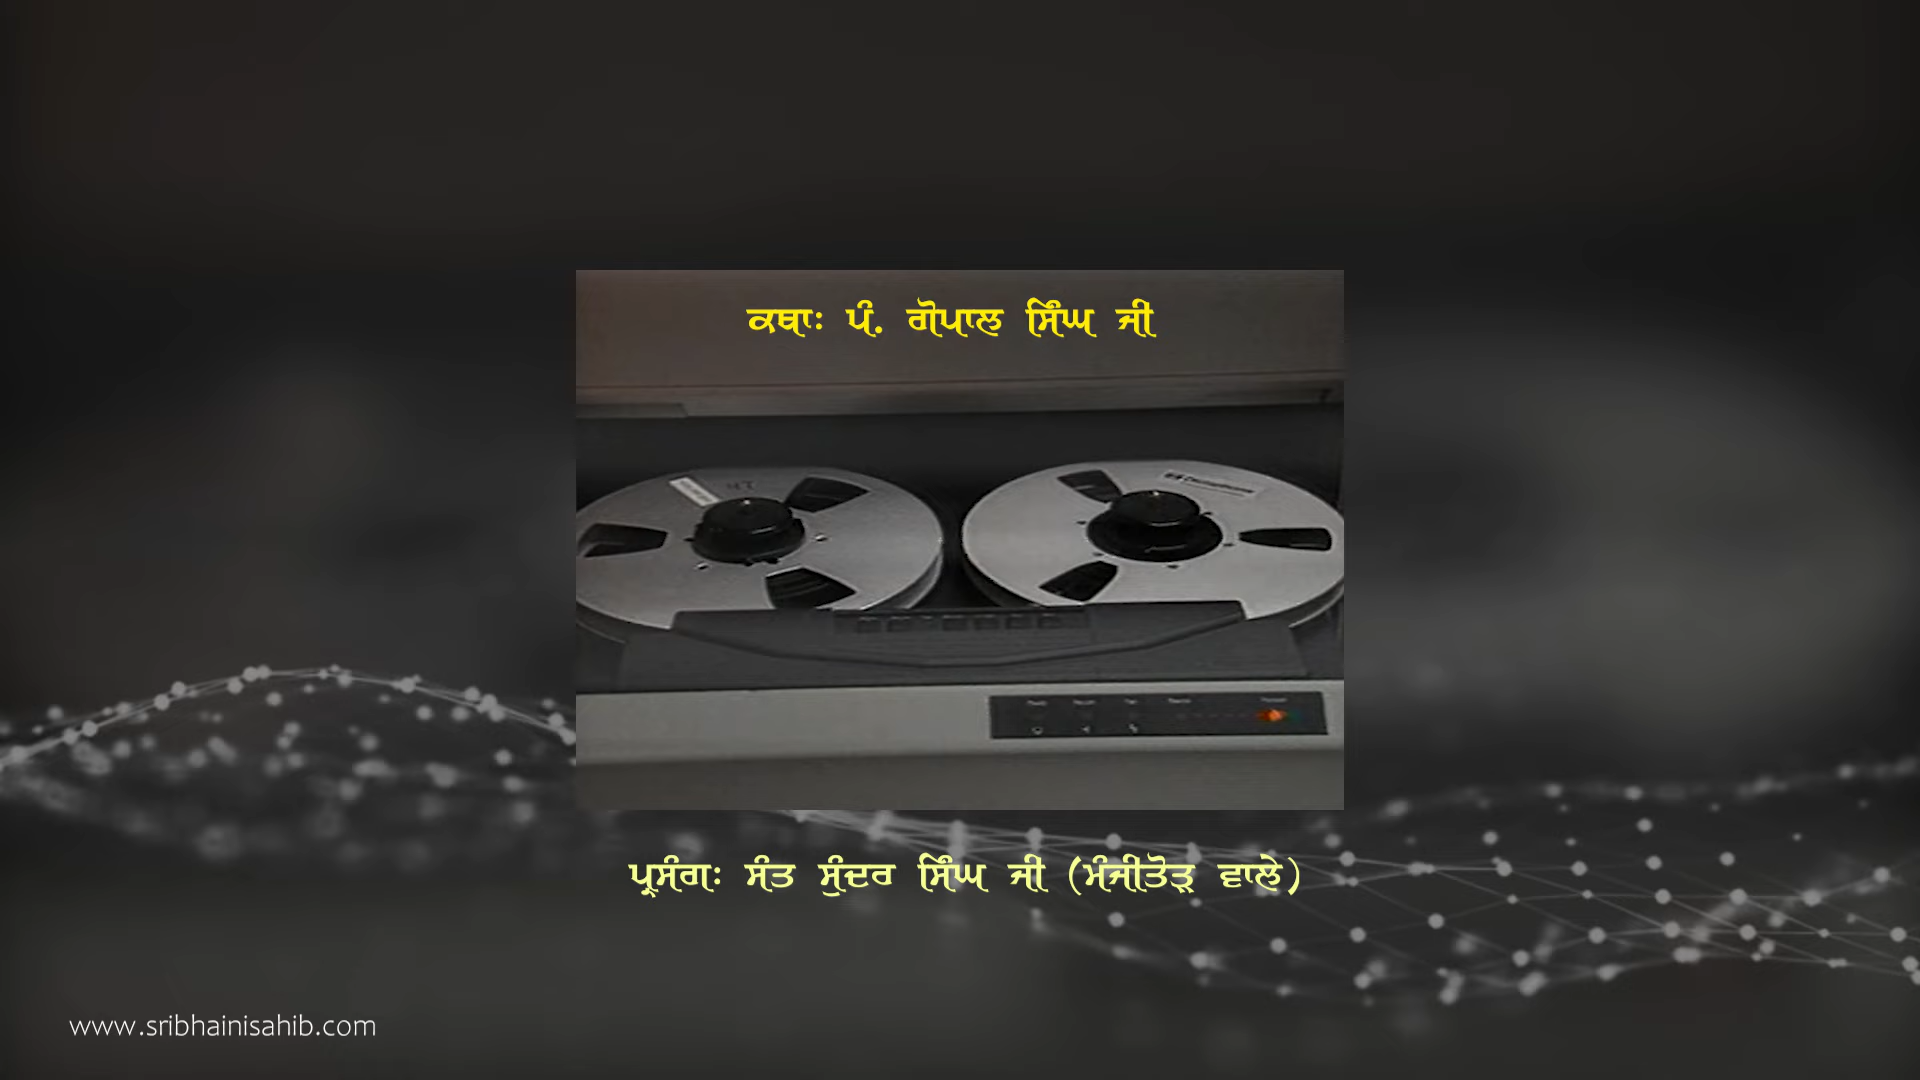 ਕਥਾਃ ਪੰ. ਗੋਪਾਲ ਸਿੰਘ ਜੀ
ਪ੍ਰਸੰਗਃ ਸੰਤ ਸੁੰਦਰ ਸਿੰਘ ਜੀ (ਮੰਜੀਤੋੜ ਵਾਲੇ)
www.sribhainisahib.com